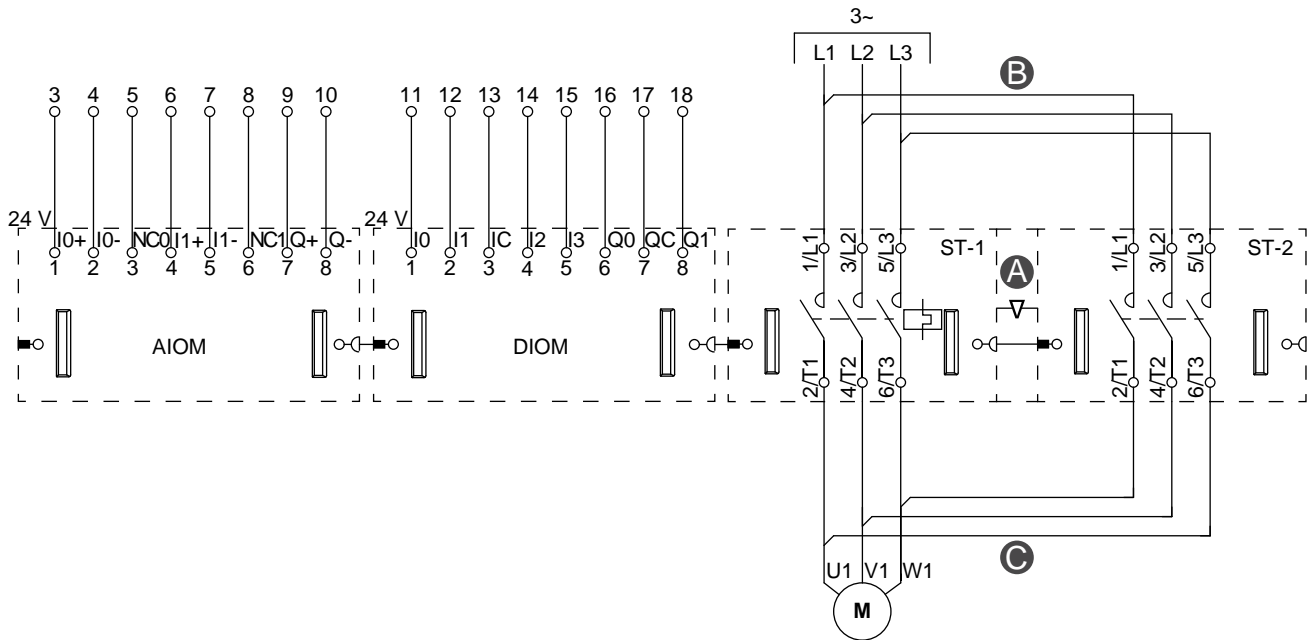 3~
L1 L2 L3
B
3 4 5 6 7 8 9 10 11 12 13 14 15 16 17 18
24 V I0+ I0- NC0 I1+ I1- NC1 Q+ Q- 24 V I0 I1 IC I2 I3 Q0 QC Q1
1/L1 3/L2 5/L3 ST-1 1/L1 3/L2 5/L3 ST-2
1 2 3 4 5 6 7 8 1 2 3 4 5 6 7 8
A
AIOM DIOM
2/T1 4/T2 6/T3 2/T1 4/T2 6/T3
C
U1 V1 W1
M